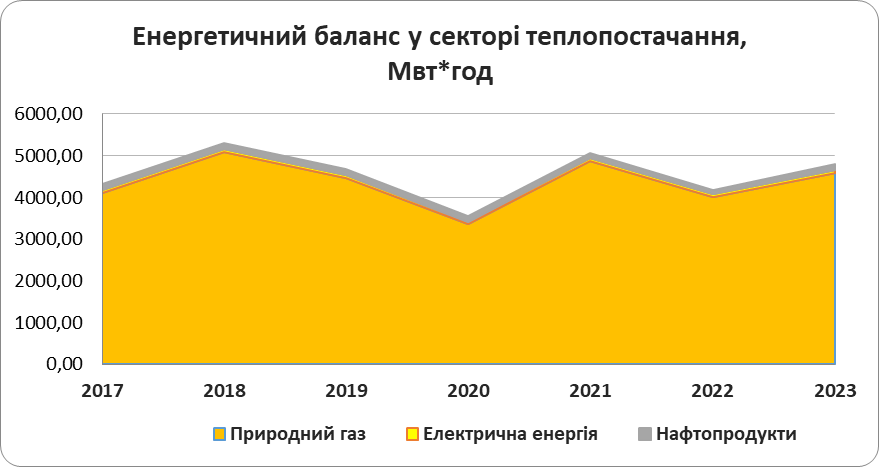 Енергетичний баланс у секторі теплопостачання,
Мвт*год
6000,00
5000,00
4000,00
3000,00
2000,00
1000,00
0,00
2017 2018 2019 2020 2021 2022 2023
Природний газ Електрична енергія Нафтопродукти